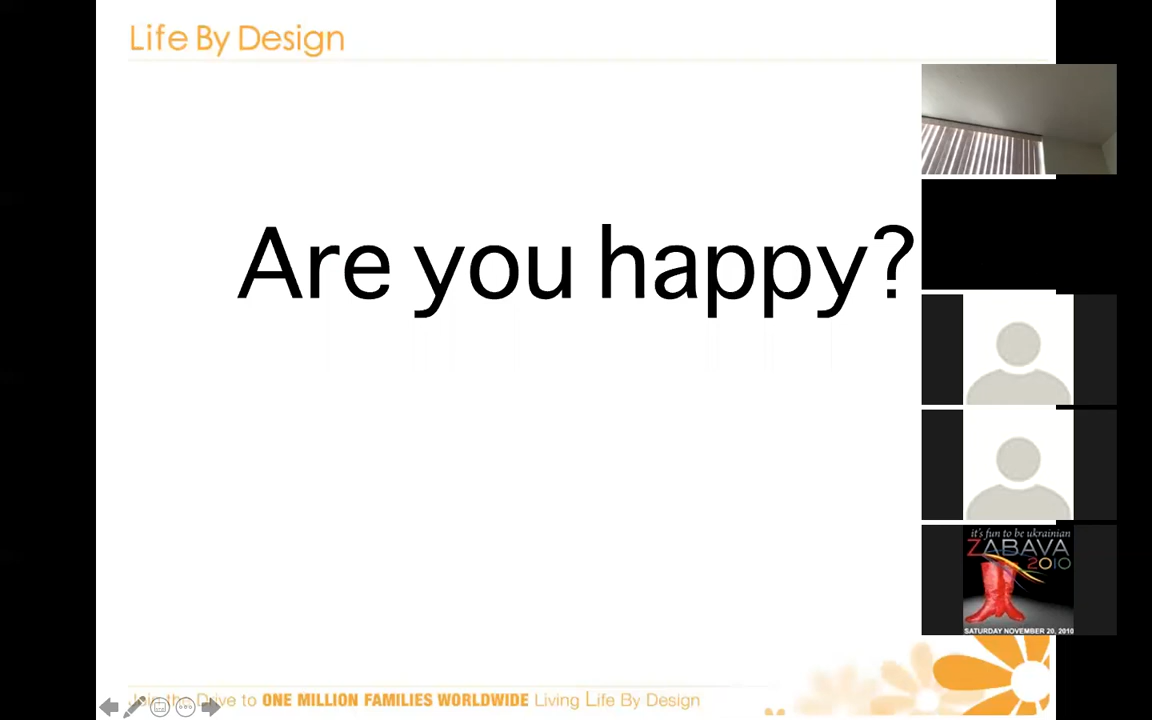 Life By Design
Are you happy?
it's fun to be ukrainian
ZABAVA
2010
SATURDAY NOVEMBER 20, 2010
Join the Drive to ONE MILLION FAMILIES WORLDWIDE Living Life By Design